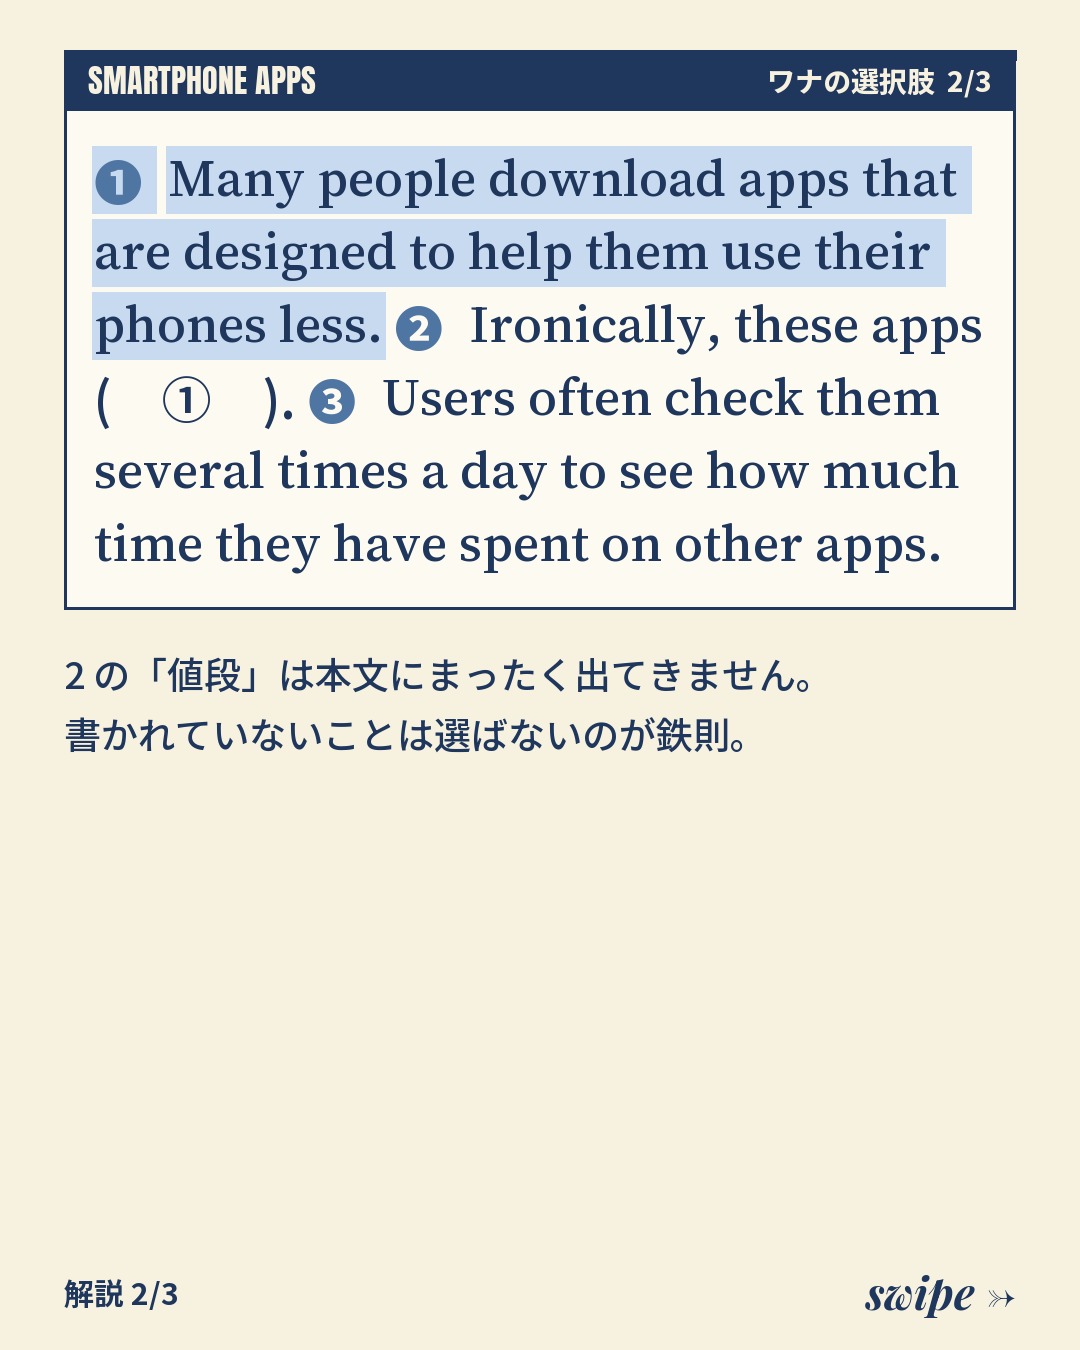 SMARTPHONE APPS
ワナの選択肢 2/3
❶ Many people download apps that
are designed to help them use their
phones less. ❷ Ironically, these apps
( ① ). ❸ Users often check them
several times a day to see how much
time they have spent on other apps.
2 の「値段」は本文にまったく出てきません。
書かれていないことは選ばないのが鉄則。
解説 2/3
swipe